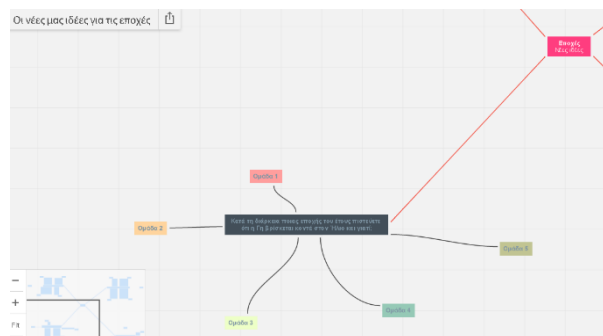 Οι νέες μας ιδέες για τις εποχές
Εποχές
Νέες ιδέες
Ομάδα 1
Κατά τη διάρκεια ποιας εποχής του έτους πιστεύετε
ότι η Γη βρίσκεται κοντά στον Ήλιο και γιατί;
Ομάδα 2
Ομάδα 5
Ομάδα 4
Ομάδα 3
Fit